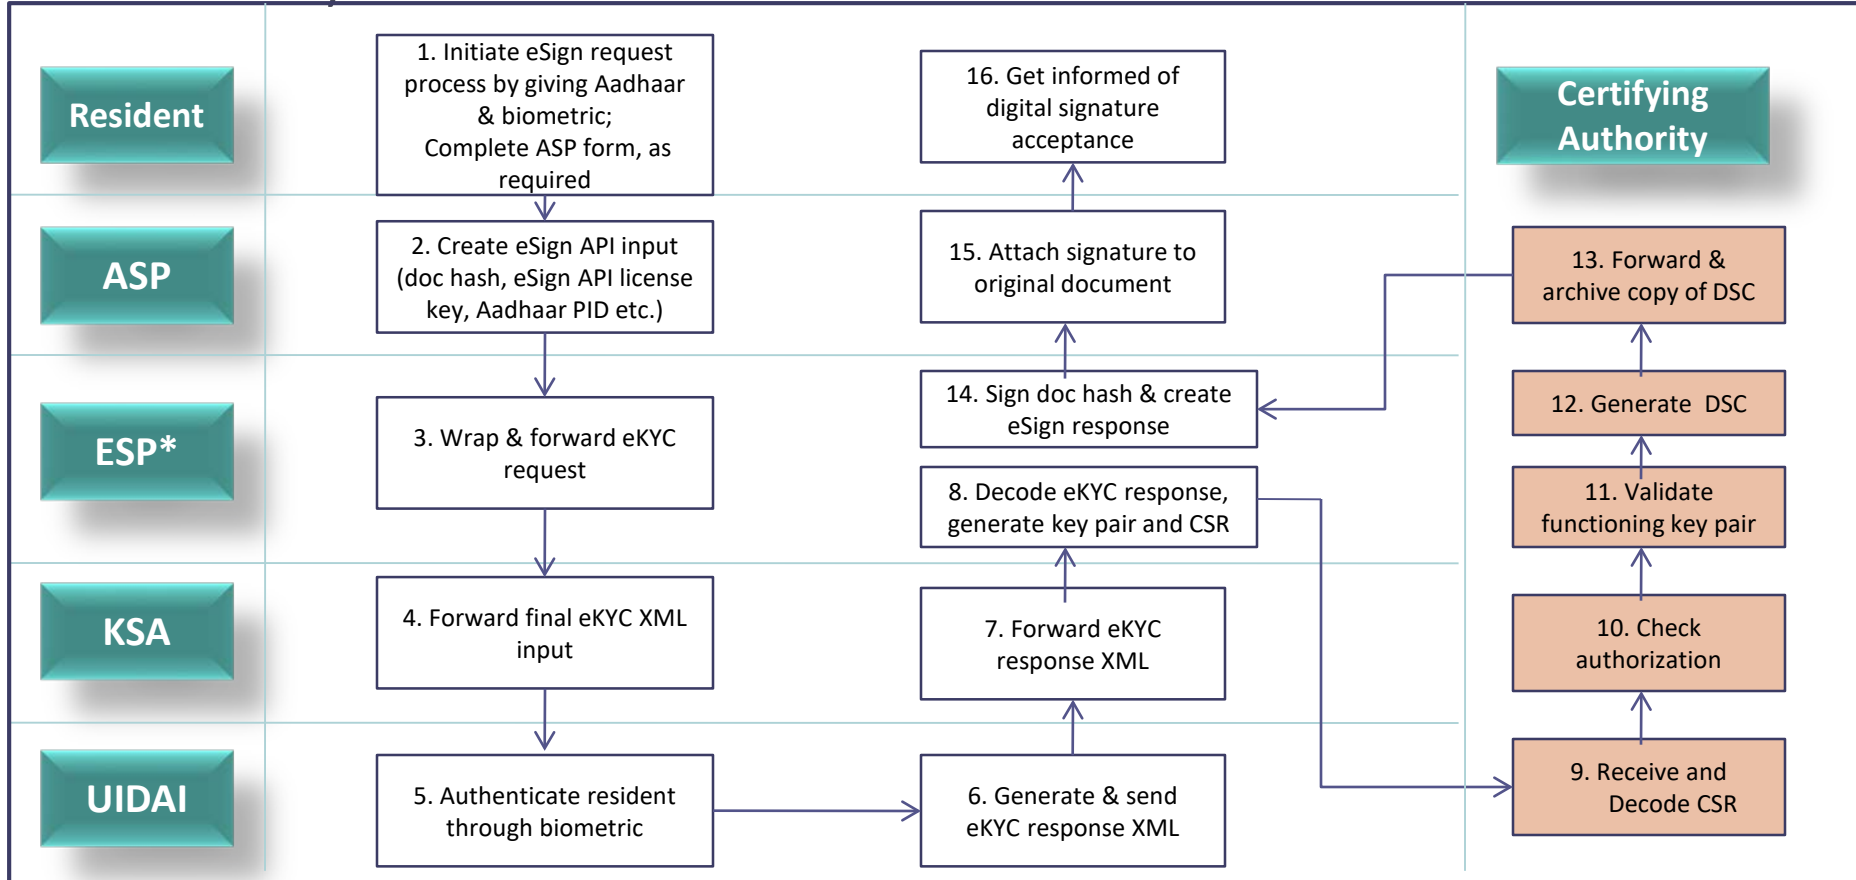 Resident
1. Initiate eSign request
process by giving Aadhaar
& biometric;
Complete ASP form, as
required
16. Get informed of
digital signature
acceptance
Certifying
Authority
ASP
2. Create eSign API input
(doc hash, eSign API license
key, Aadhaar PID etc.)
15. Attach signature to
original document
13. Forward &
archive copy of DSC
ESP*
3. Wrap & forward eKYC
request
14. Sign doc hash & create
eSign response
12. Generate  DSC
8. Decode eKYC response,
generate key pair and CSR
11. Validate
functioning key pair
KSA
4. Forward final eKYC XML
input
7. Forward eKYC
response XML
10. Check
authorization
UIDAI
5. Authenticate resident
through biometric
6. Generate & send
eKYC response XML
9. Receive and
Decode CSR